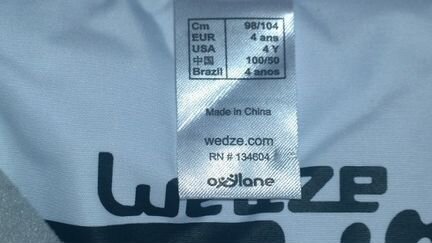 Cm 98/104
EUR 4 ans
USA 4 Y
中国 100/50
Brazil 4 anos
Made in China
wedze.com
RN # 134604
oxylane
wedze